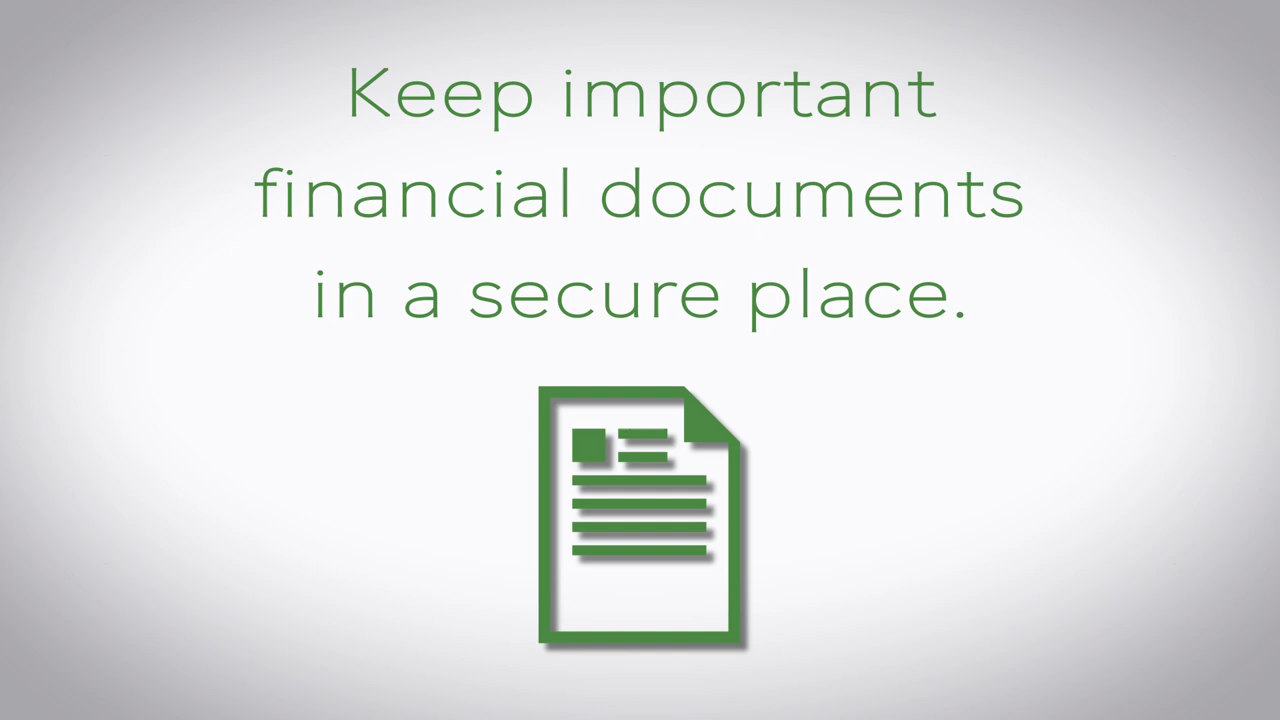 Keep important
financial documents
in a secure place.